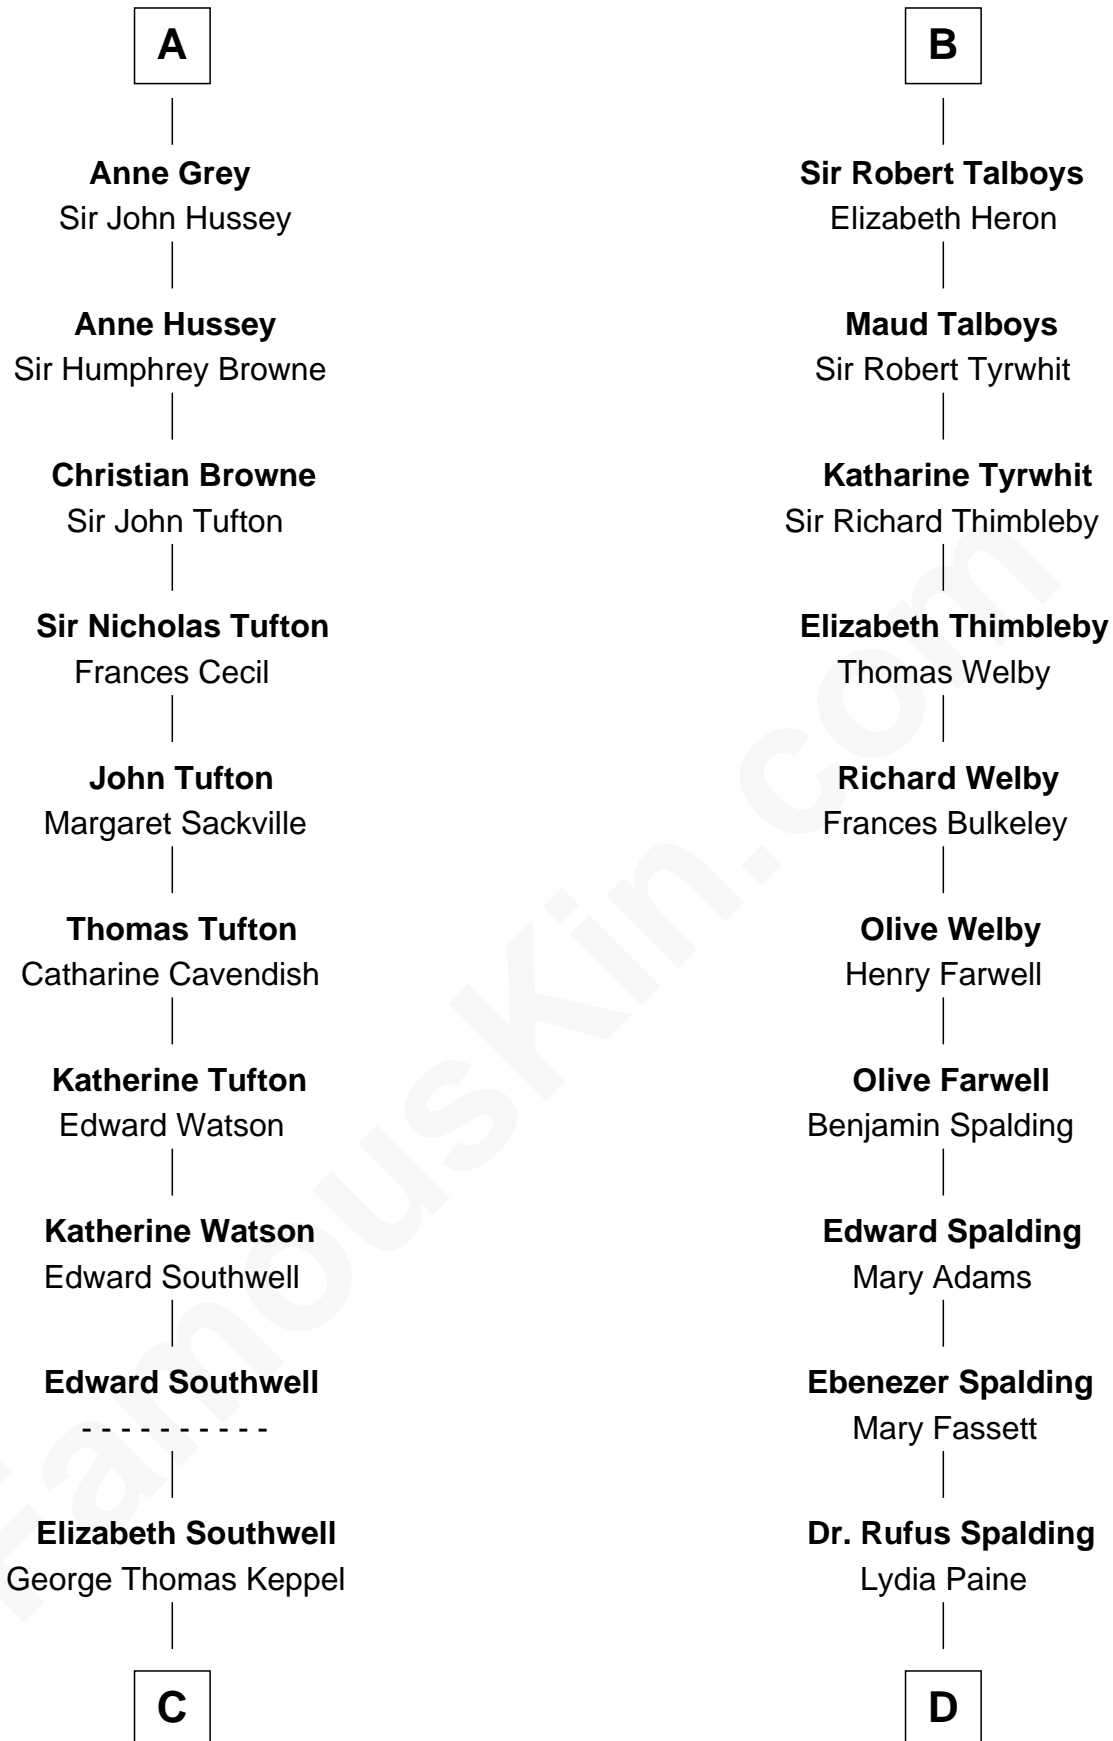 A
Anne Grey
Sir John Hussey
Anne Hussey
Sir Humphrey Browne
Christian Browne
Sir John Tufton
Sir Nicholas Tufton
Frances Cecil
John Tufton
Margaret Sackville
Thomas Tufton
Catharine Cavendish
Katherine Tufton
Edward Watson
Katherine Watson
Edward Southwell
Edward Southwell
- - - - - - - - - -
Elizabeth Southwell
George Thomas Keppel
C
B
Sir Robert Talboys
Elizabeth Heron
Maud Talboys
Sir Robert Tyrwhit
Katharine Tyrwhit
Sir Richard Thimbleby
Elizabeth Thimbleby
Thomas Welby
Richard Welby
Frances Bulkeley
Olive Welby
Henry Farwell
Olive Farwell
Benjamin Spalding
Edward Spalding
Mary Adams
Ebenezer Spalding
Mary Fassett
Dr. Rufus Spalding
Lydia Paine
D
FamousKin.com